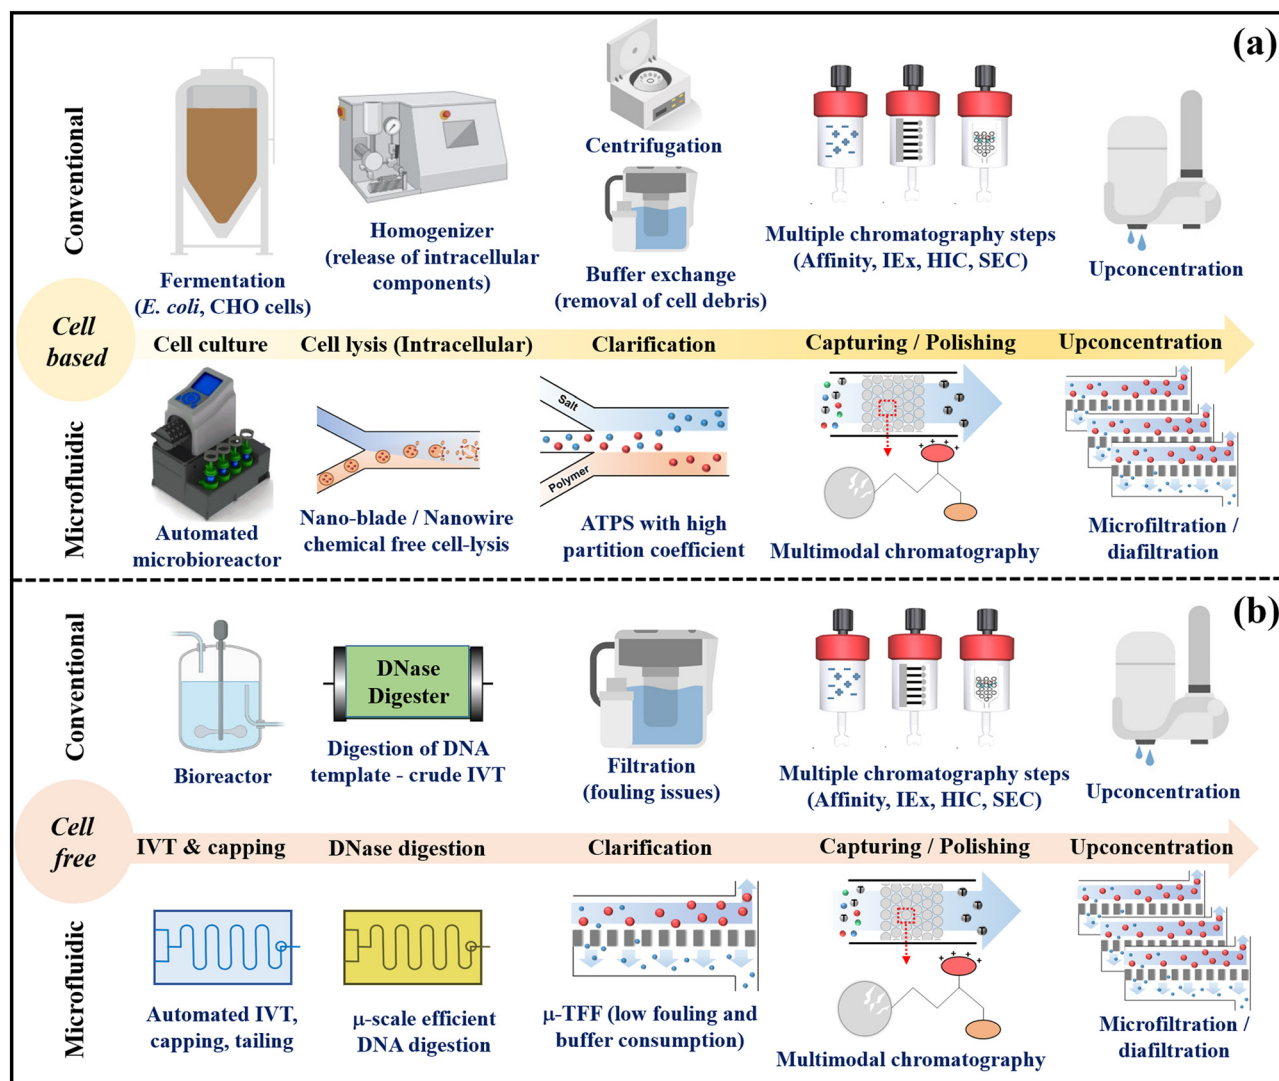 (a)
Conventional
Fermentation
(E. coli, CHO cells)
Homogenizer
(release of intracellular
components)
Centrifugation
Buffer exchange
(removal of cell debris)
Multiple chromatography steps
(Affinity, IEx, HIC, SEC)
Upconcentration
Cell
based
Cell culture
Cell lysis (Intracellular)
Clarification
Capturing / Polishing
Upconcentration
Microfluidic
Automated
microbioreactor
Nano-blade / Nanowire
chemical free cell-lysis
Salt
Polymer
ATPS with high
partition coefficient
Multimodal chromatography
Microfiltration /
diafiltration
(b)
Conventional
Bioreactor
DNase
Digester
Digestion of DNA
template - crude IVT
Filtration
(fouling issues)
Multiple chromatography steps
(Affinity, IEx, HIC, SEC)
Upconcentration
Cell
free
IVT & capping
DNase digestion
Clarification
Capturing / Polishing
Upconcentration
Microfluidic
Automated IVT,
capping, tailing
µ-scale efficient
DNA digestion
µ-TFF (low fouling and
buffer consumption)
Multimodal chromatography
Microfiltration /
diafiltration